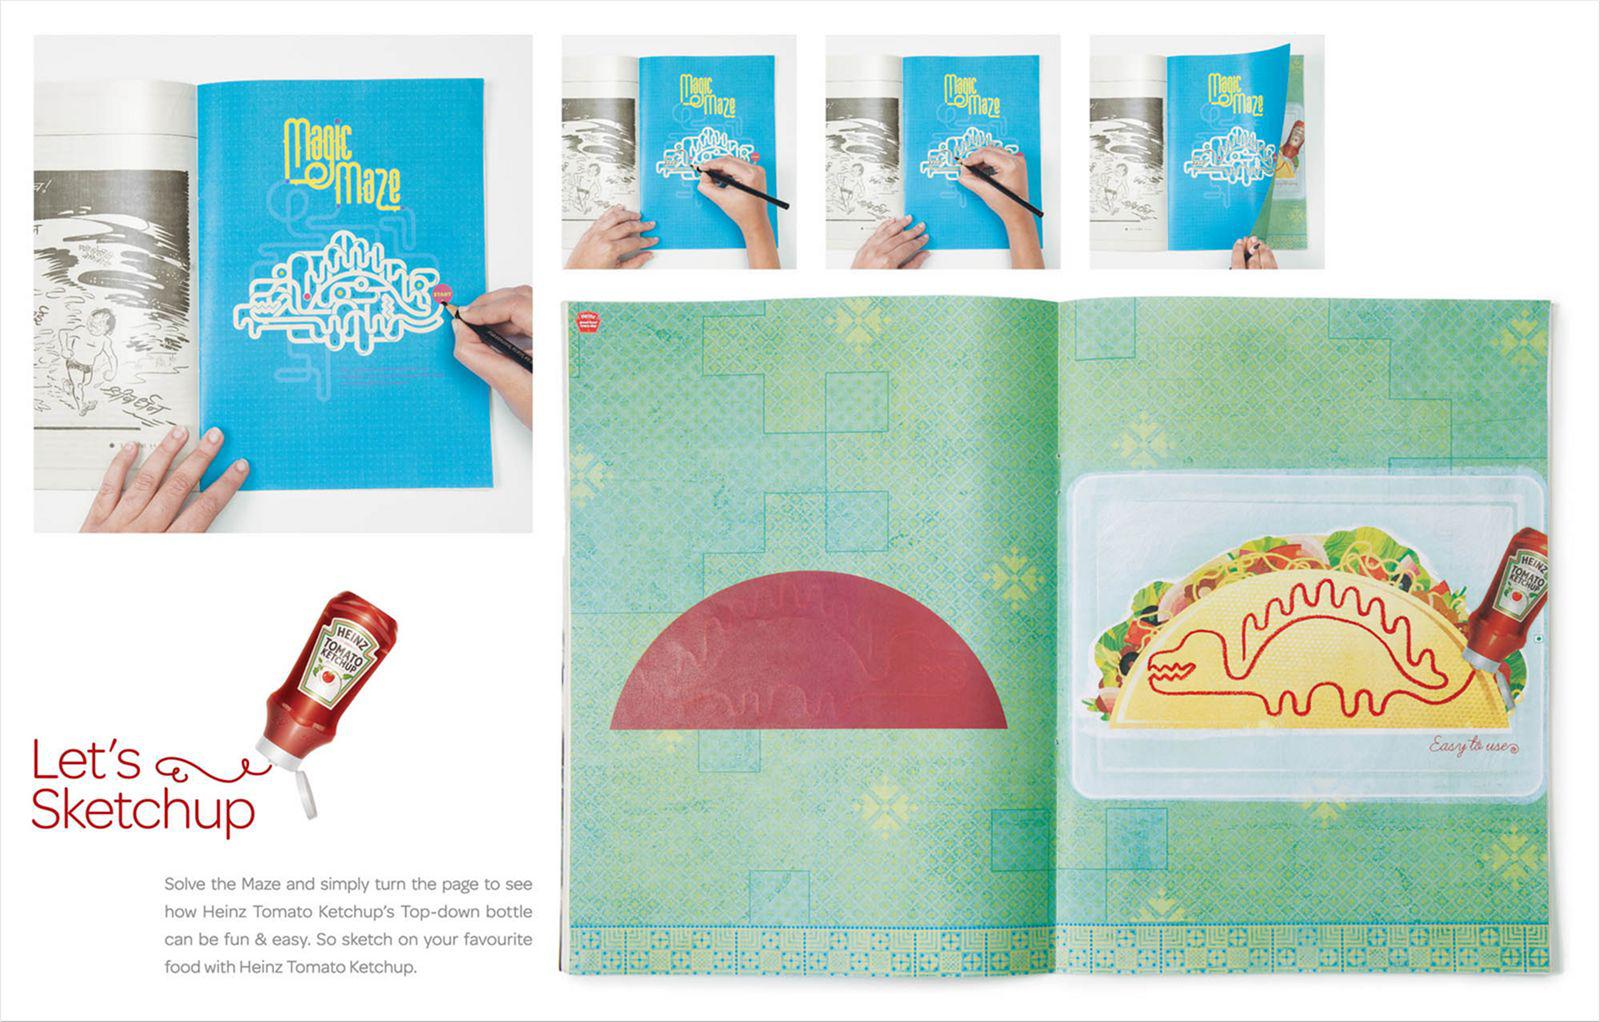 Magic
Maze
START
Magic
Maze
Magic
Maze
Magic
Maze
HEINZ
HEINZ
TOMATO
KETCHUP
Easy to use
HEINZ
TOMATO
KETCHUP
Let's
Sketchup
Solve the Maze and simply turn the page to see
how Heinz Tomato Ketchup's Top-down bottle
can be fun & easy. So sketch on your favourite
food with Heinz Tomato Ketchup.